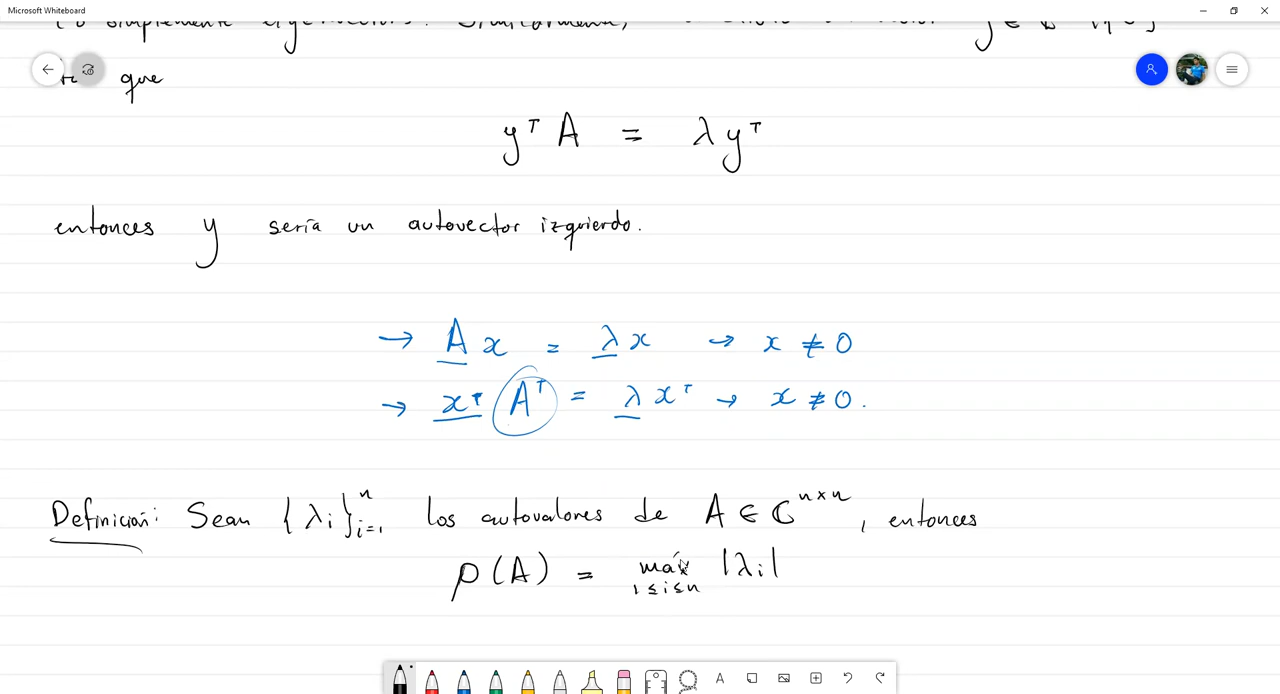 Microsoft Whiteboard
que
yᵀ A = λ yᵀ
entonces y sería un autovector izquierdo.
→ A x = λ x → x ≠ 0
→ xᵀ Aᵀ = λ xᵀ → x ≠ 0.
Definición: Sean {λi}ⁿi=1 los autovalores de A ∈ ℂⁿˣⁿ, entonces
ρ(A) = máx |λi|
1≤i≤n
A